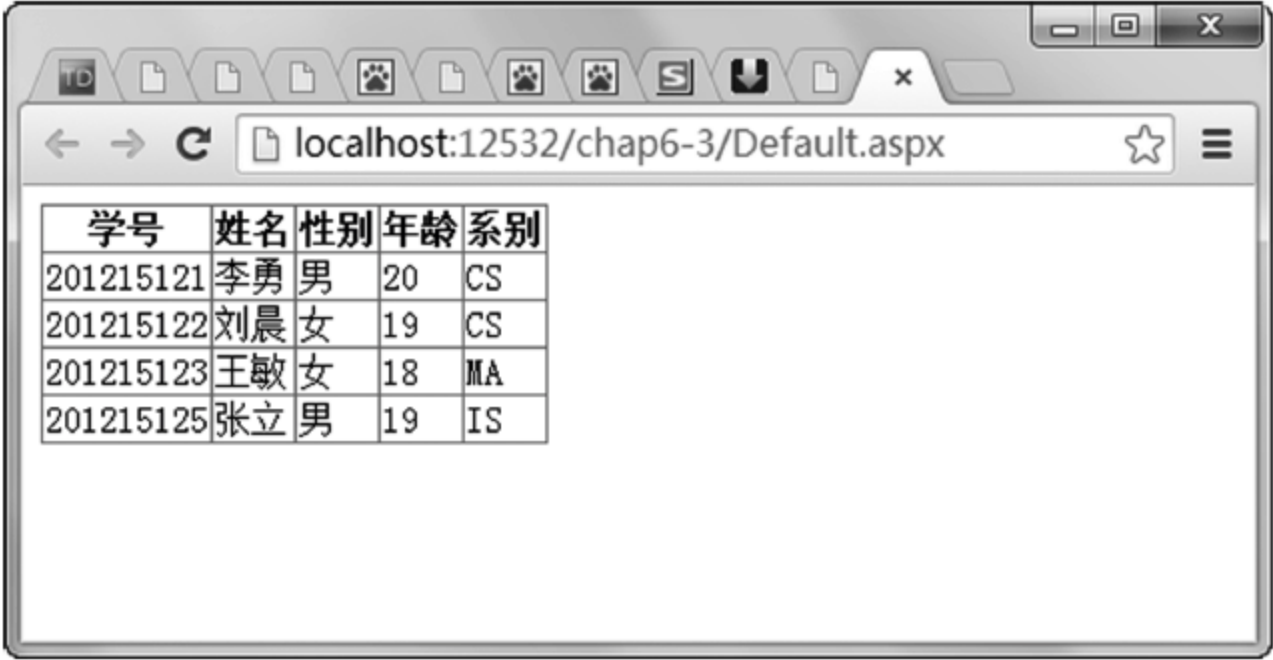 TD S
localhost:12532/chap6-3/Default.aspx
学号 姓名 性别 年龄 系别
201215121 李勇 男 20 CS
201215122 刘晨 女 19 CS
201215123 王敏 女 18 MA
201215125 张立 男 19 IS